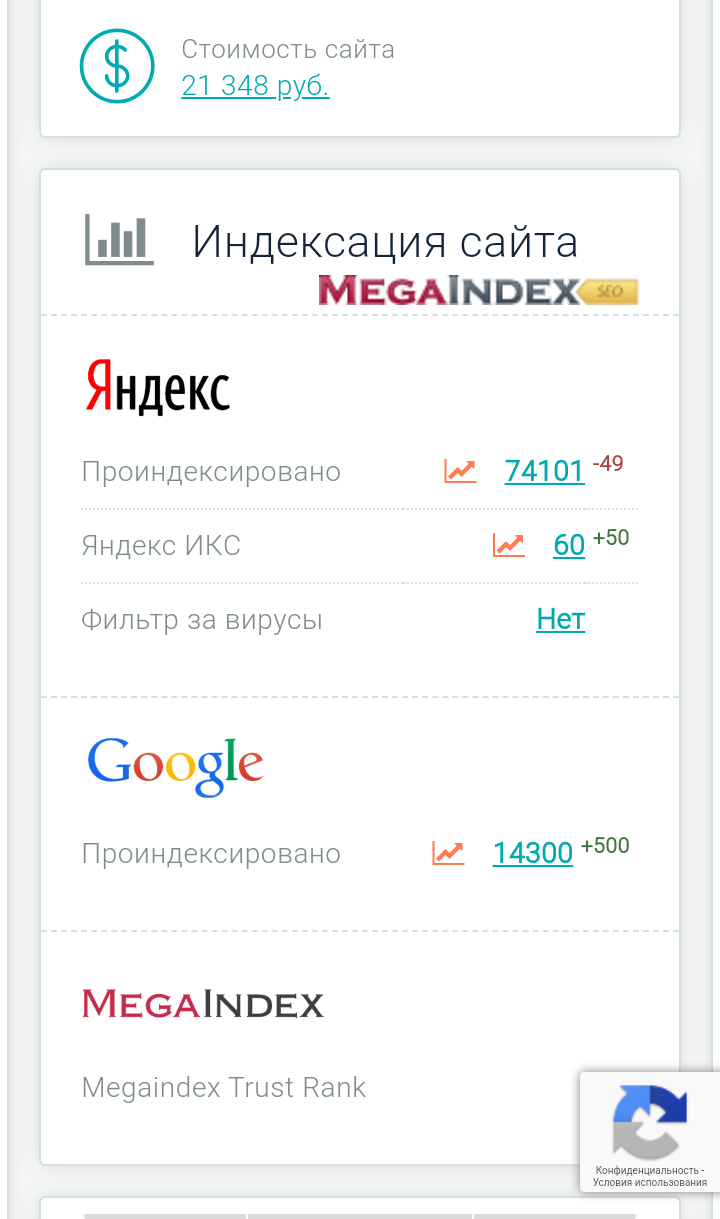 Стоимость сайта
21 348 руб.
Индексация сайта
MEGAINDEX SEO
Яндекс
Проиндексировано 74101 -49
Яндекс ИКС 60 +50
Фильтр за вирусы Нет
Google
Проиндексировано 14300 +500
MEGAINDEX
Megaindex Trust Rank
Конфиденциальность -
Условия использования